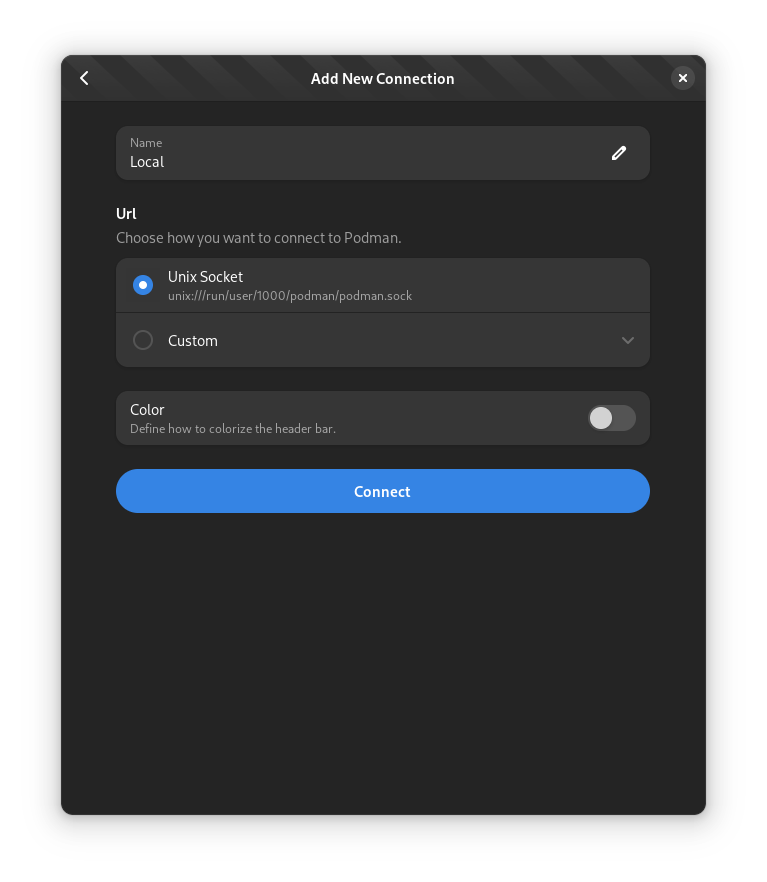 Add New Connection
Name
Local
Url
Choose how you want to connect to Podman.
Unix Socket
unix:///run/user/1000/podman/podman.sock
Custom
Color
Define how to colorize the header bar.
Connect